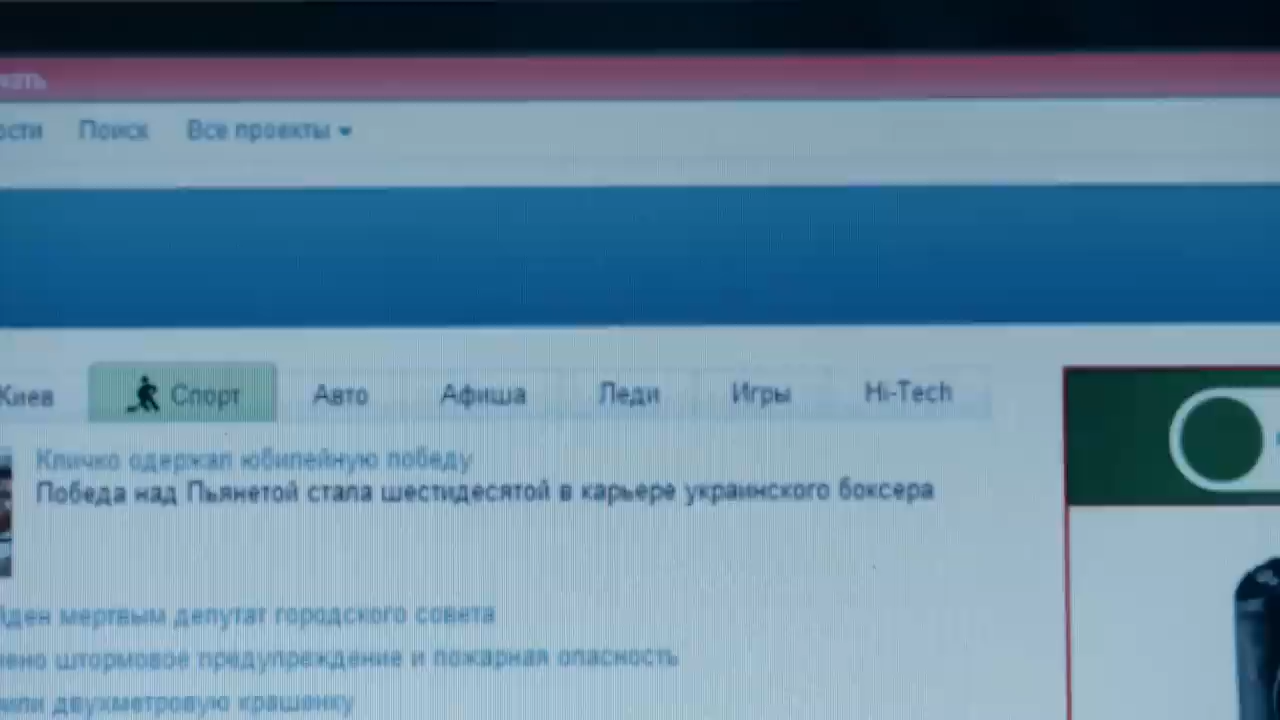 Поиск Все проекты
Киев Спорт Авто Афиша Леди Игры Hi-Tech
Кличко одержал юбилейную победу
Победа над Пьянетой стала шестидесятой в карьере украинского боксера
мертвым депутат городского совета
штормовое предупреждение и пожарная опасность
двухметровую крашанку